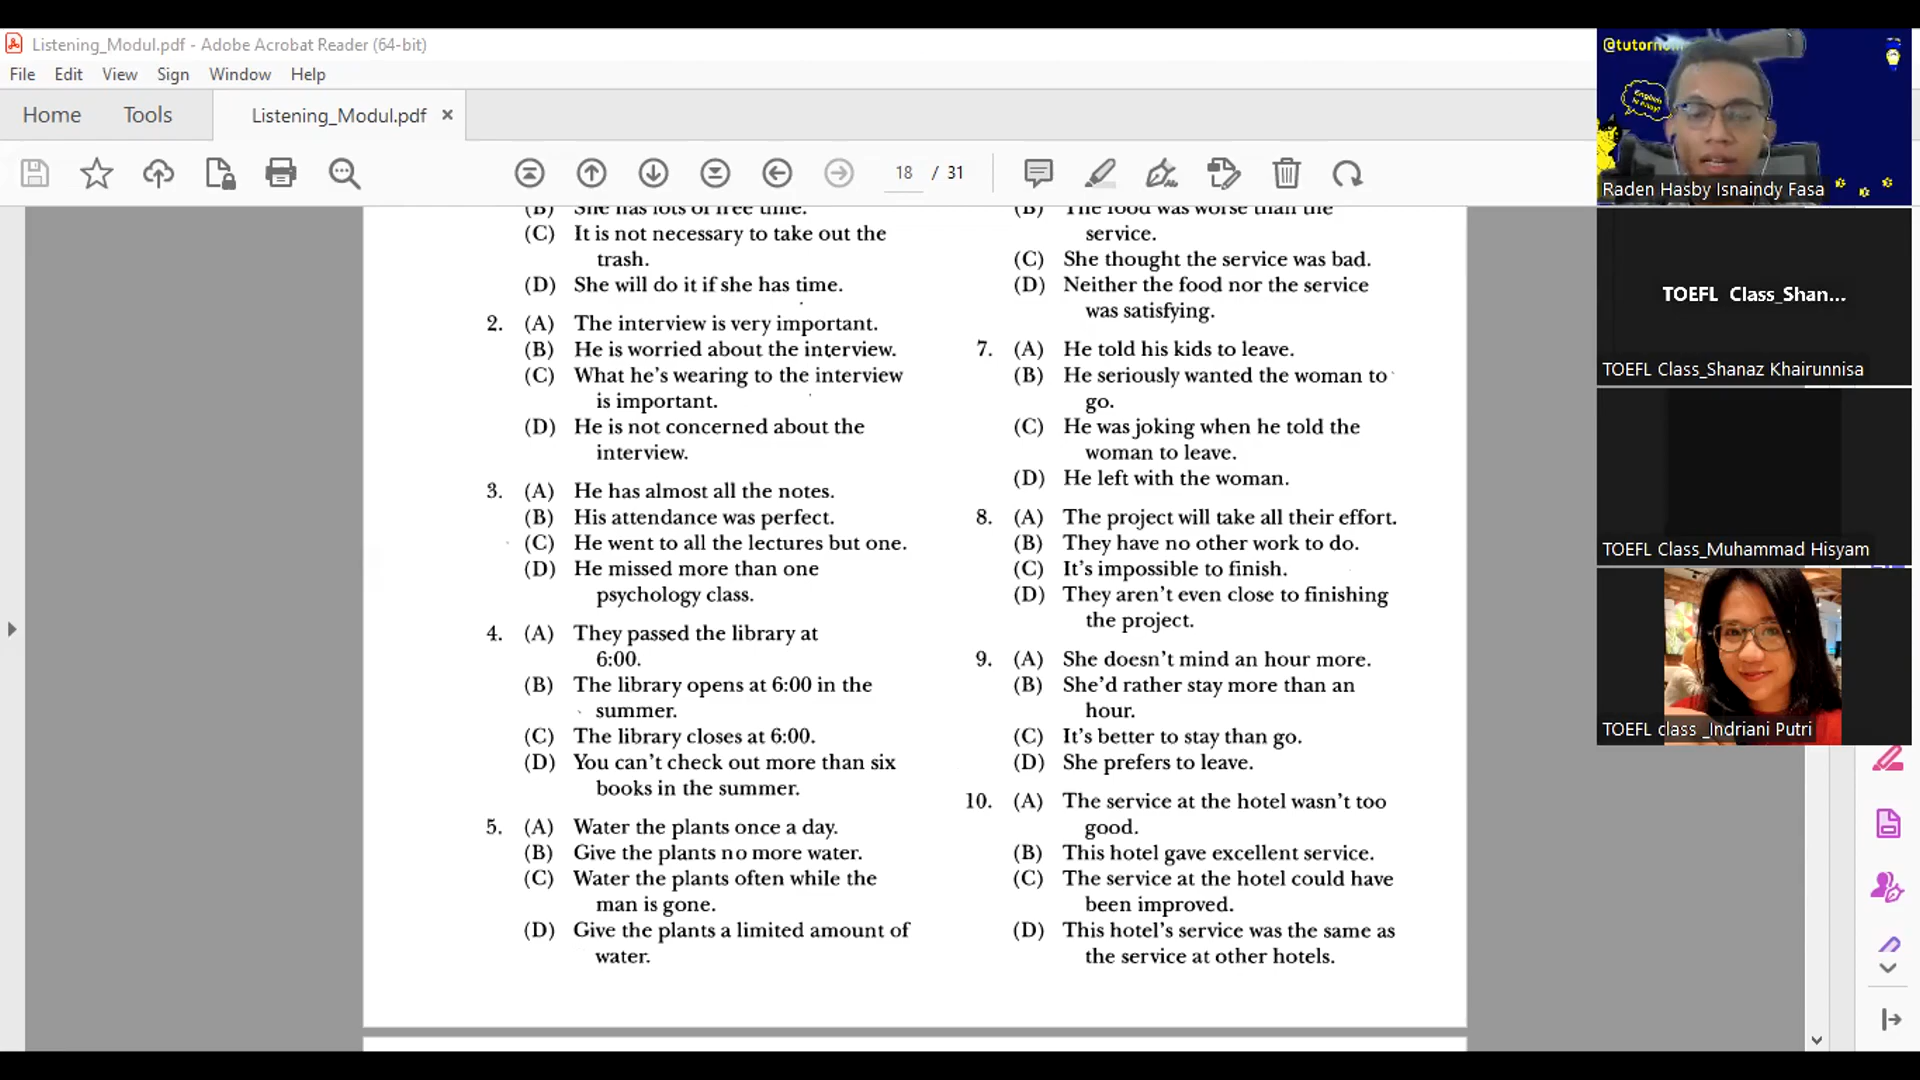 Listening_Modul.pdf - Adobe Acrobat Reader (64-bit)
File Edit View Sign Window Help
Home Tools Listening_Modul.pdf ×
18 / 31
(B) She has lots of free time.
(C) It is not necessary to take out the
trash.
(D) She will do it if she has time.
2. (A) The interview is very important.
(B) He is worried about the interview.
(C) What he's wearing to the interview
is important.
(D) He is not concerned about the
interview.
3. (A) He has almost all the notes.
(B) His attendance was perfect.
(C) He went to all the lectures but one.
(D) He missed more than one
psychology class.
4. (A) They passed the library at
6:00.
(B) The library opens at 6:00 in the
summer.
(C) The library closes at 6:00.
(D) You can't check out more than six
books in the summer.
5. (A) Water the plants once a day.
(B) Give the plants no more water.
(C) Water the plants often while the
man is gone.
(D) Give the plants a limited amount of
water.
(B) The food was worse than the
service.
(C) She thought the service was bad.
(D) Neither the food nor the service
was satisfying.
7. (A) He told his kids to leave.
(B) He seriously wanted the woman to
go.
(C) He was joking when he told the
woman to leave.
(D) He left with the woman.
8. (A) The project will take all their effort.
(B) They have no other work to do.
(C) It's impossible to finish.
(D) They aren't even close to finishing
the project.
9. (A) She doesn't mind an hour more.
(B) She'd rather stay more than an
hour.
(C) It's better to stay than go.
(D) She prefers to leave.
10. (A) The service at the hotel wasn't too
good.
(B) This hotel gave excellent service.
(C) The service at the hotel could have
been improved.
(D) This hotel's service was the same as
the service at other hotels.
Raden Hasby Isnaindy Fasa
TOEFL Class_Shan...
TOEFL Class_Shanaz Khairunnisa
TOEFL Class_Muhammad Hisyam
TOEFL class _Indriani Putri